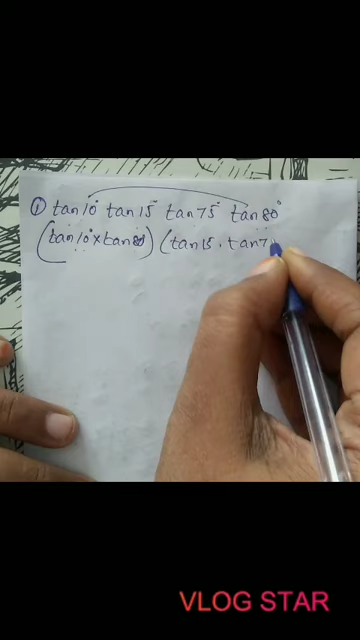 ① tan10° tan15° tan75° tan80°
(tan10° × tan80) (tan15 . tan7
VLOG STAR